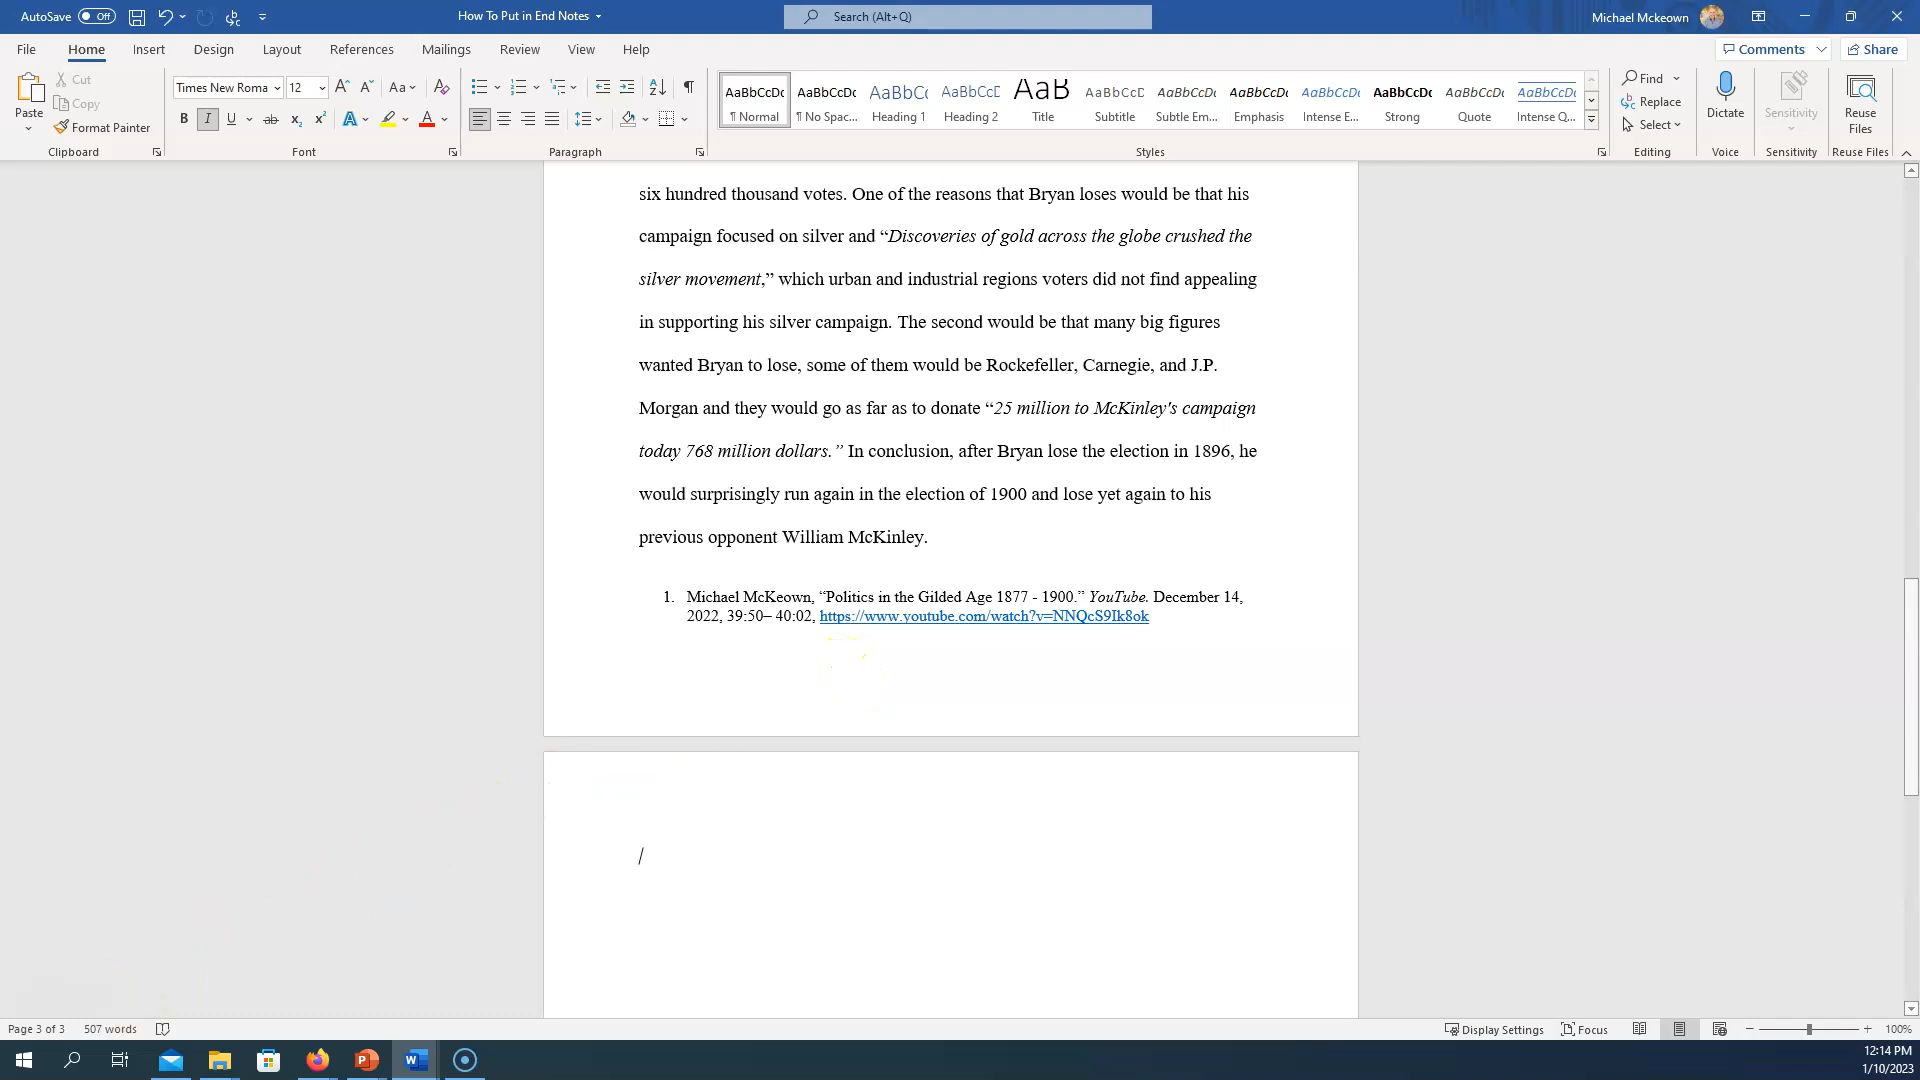 AutoSave Off How To Put in End Notes Search (Alt+Q) Michael Mckeown
File Home Insert Design Layout References Mailings Review View Help Comments Share
Paste Cut Copy Format Painter Clipboard
Times New Roma 12 Aa Font
Paragraph
AaBbCcDc AaBbCcDc AaBbCc AaBbCcD AaB AaBbCcD AaBbCcDc AaBbCcDc AaBbCcDc AaBbCcDc AaBbCcDc AaBbCcDc
¶ Normal ¶ No Spac... Heading 1 Heading 2 Title Subtitle Subtle Em... Emphasis Intense E... Strong Quote Intense Q...
Styles
Find Replace Select Editing
Dictate Voice
Sensitivity Sensitivity
Reuse Files Reuse Files
six hundred thousand votes. One of the reasons that Bryan loses would be that his
campaign focused on silver and “Discoveries of gold across the globe crushed the
silver movement,” which urban and industrial regions voters did not find appealing
in supporting his silver campaign. The second would be that many big figures
wanted Bryan to lose, some of them would be Rockefeller, Carnegie, and J.P.
Morgan and they would go as far as to donate “25 million to McKinley's campaign
today 768 million dollars.” In conclusion, after Bryan lose the election in 1896, he
would surprisingly run again in the election of 1900 and lose yet again to his
previous opponent William McKinley.
1. Michael McKeown, “Politics in the Gilded Age 1877 - 1900.” YouTube. December 14,
2022, 39:50– 40:02, https://www.youtube.com/watch?v=NNQcS9Ik8ok
Page 3 of 3 507 words Display Settings Focus 100%
12:14 PM
1/10/2023